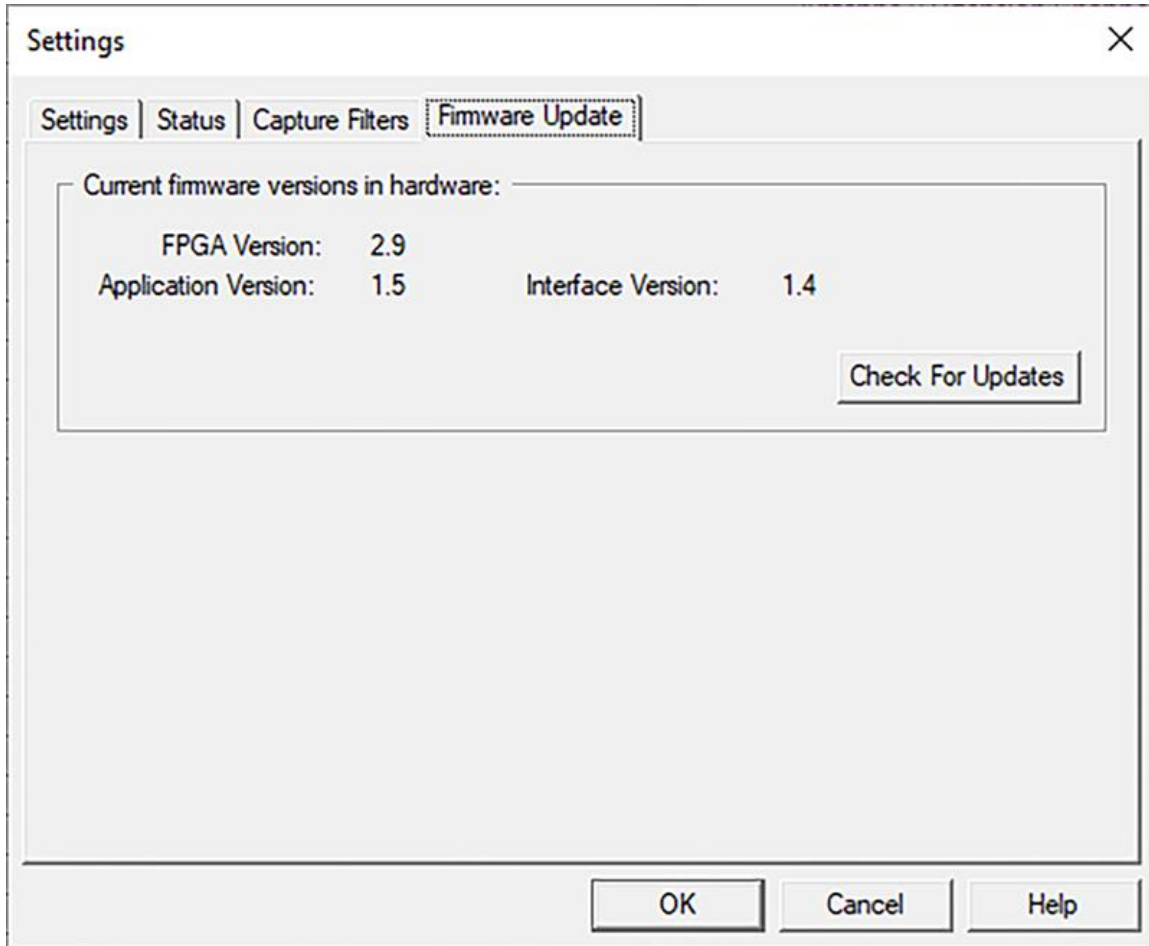 Settings
Settings Status Capture Filters Firmware Update
Current firmware versions in hardware:
FPGA Version: 2.9
Application Version: 1.5 Interface Version: 1.4
Check For Updates
OK Cancel Help